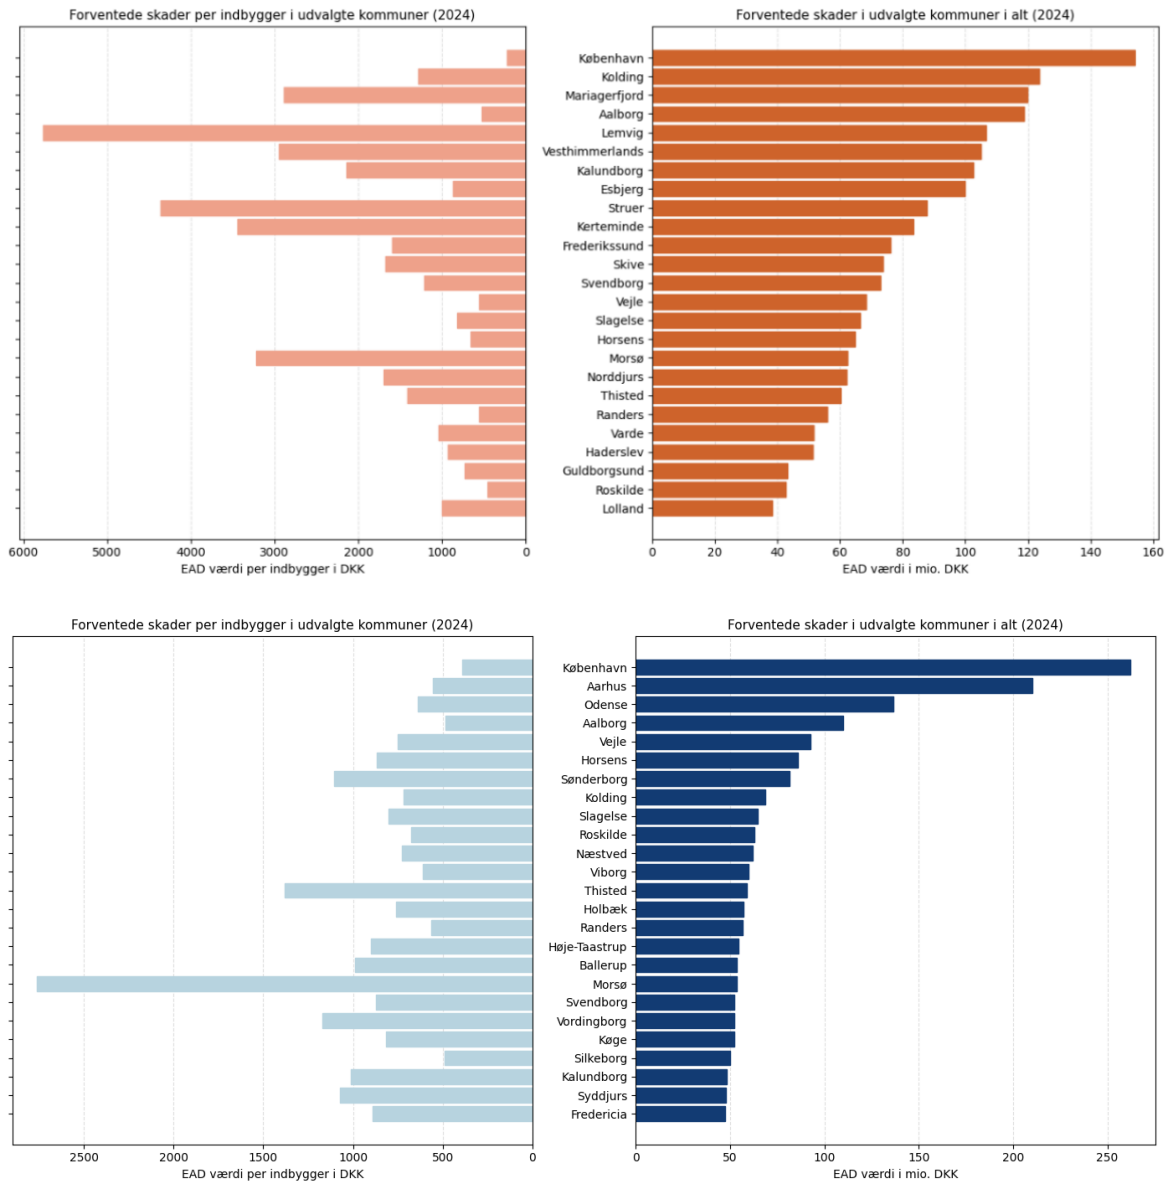 Forventede skader per indbygger i udvalgte kommuner (2024)
6000 5000 4000 3000 2000 1000 0
EAD værdi per indbygger i DKK
Forventede skader i udvalgte kommuner i alt (2024)
København
Kolding
Mariagerfjord
Aalborg
Lemvig
Vesthimmerlands
Kalundborg
Esbjerg
Struer
Kerteminde
Frederikssund
Skive
Svendborg
Vejle
Slagelse
Horsens
Morsø
Norddjurs
Thisted
Randers
Varde
Haderslev
Guldborgsund
Roskilde
Lolland
0 20 40 60 80 100 120 140 160
EAD værdi i mio. DKK
Forventede skader per indbygger i udvalgte kommuner (2024)
2500 2000 1500 1000 500 0
EAD værdi per indbygger i DKK
Forventede skader i udvalgte kommuner i alt (2024)
København
Aarhus
Odense
Aalborg
Vejle
Horsens
Sønderborg
Kolding
Slagelse
Roskilde
Næstved
Viborg
Thisted
Holbæk
Randers
Høje-Taastrup
Ballerup
Morsø
Svendborg
Vordingborg
Køge
Silkeborg
Kalundborg
Syddjurs
Fredericia
0 50 100 150 200 250
EAD værdi i mio. DKK